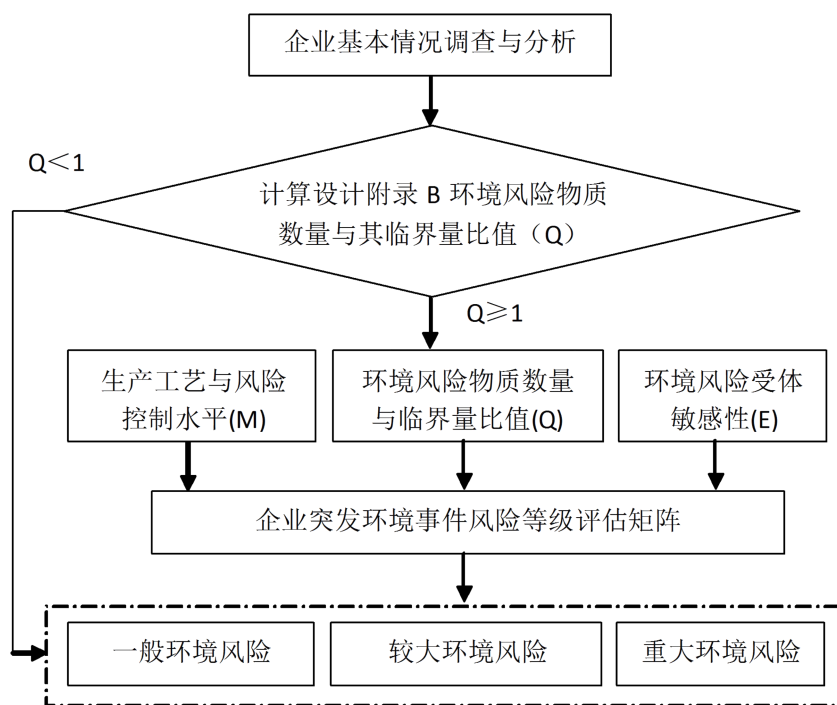 企业基本情况调查与分析
Q＜1
计算设计附录 B 环境风险物质
数量与其临界量比值（Q）
Q≥1
生产工艺与风险
控制水平(M)
环境风险物质数量
与临界量比值(Q)
环境风险受体
敏感性(E)
企业突发环境事件风险等级评估矩阵
一般环境风险
较大环境风险
重大环境风险